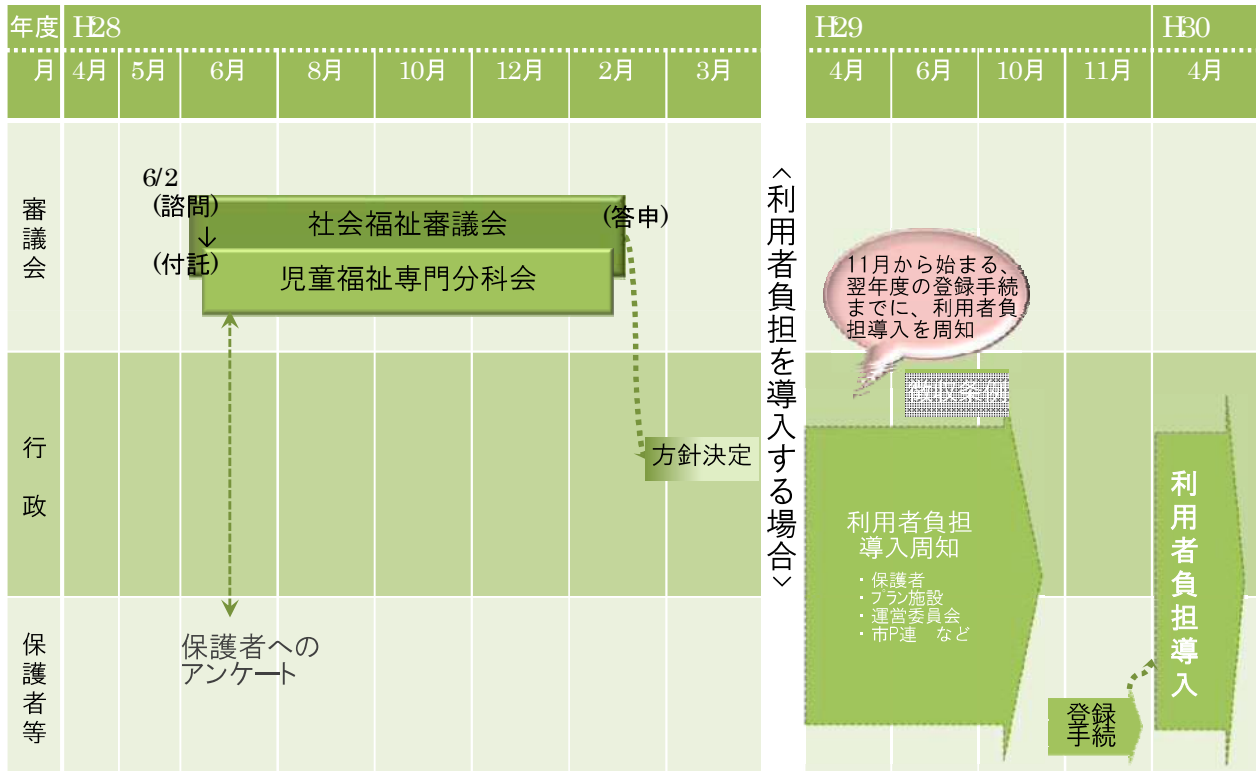 年度 H28
月 4月 5月 6月 8月 10月 12月 2月 3月
H29 H30
4月 6月 10月 11月 4月
審議会
6/2
(諮問)
↓
(付託)
社会福祉審議会
(答申)
児童福祉専門分科会
行政
方針決定
保護者等
保護者への
アンケート
<利用者負担を導入する場合>
11月から始まる、
翌年度の登録手続
までに、利用者負
担導入を周知
利用者負担
導入周知
・保護者
・プラン施設
・運営委員会
・市P連 など
登録
手続
利用者負担導入